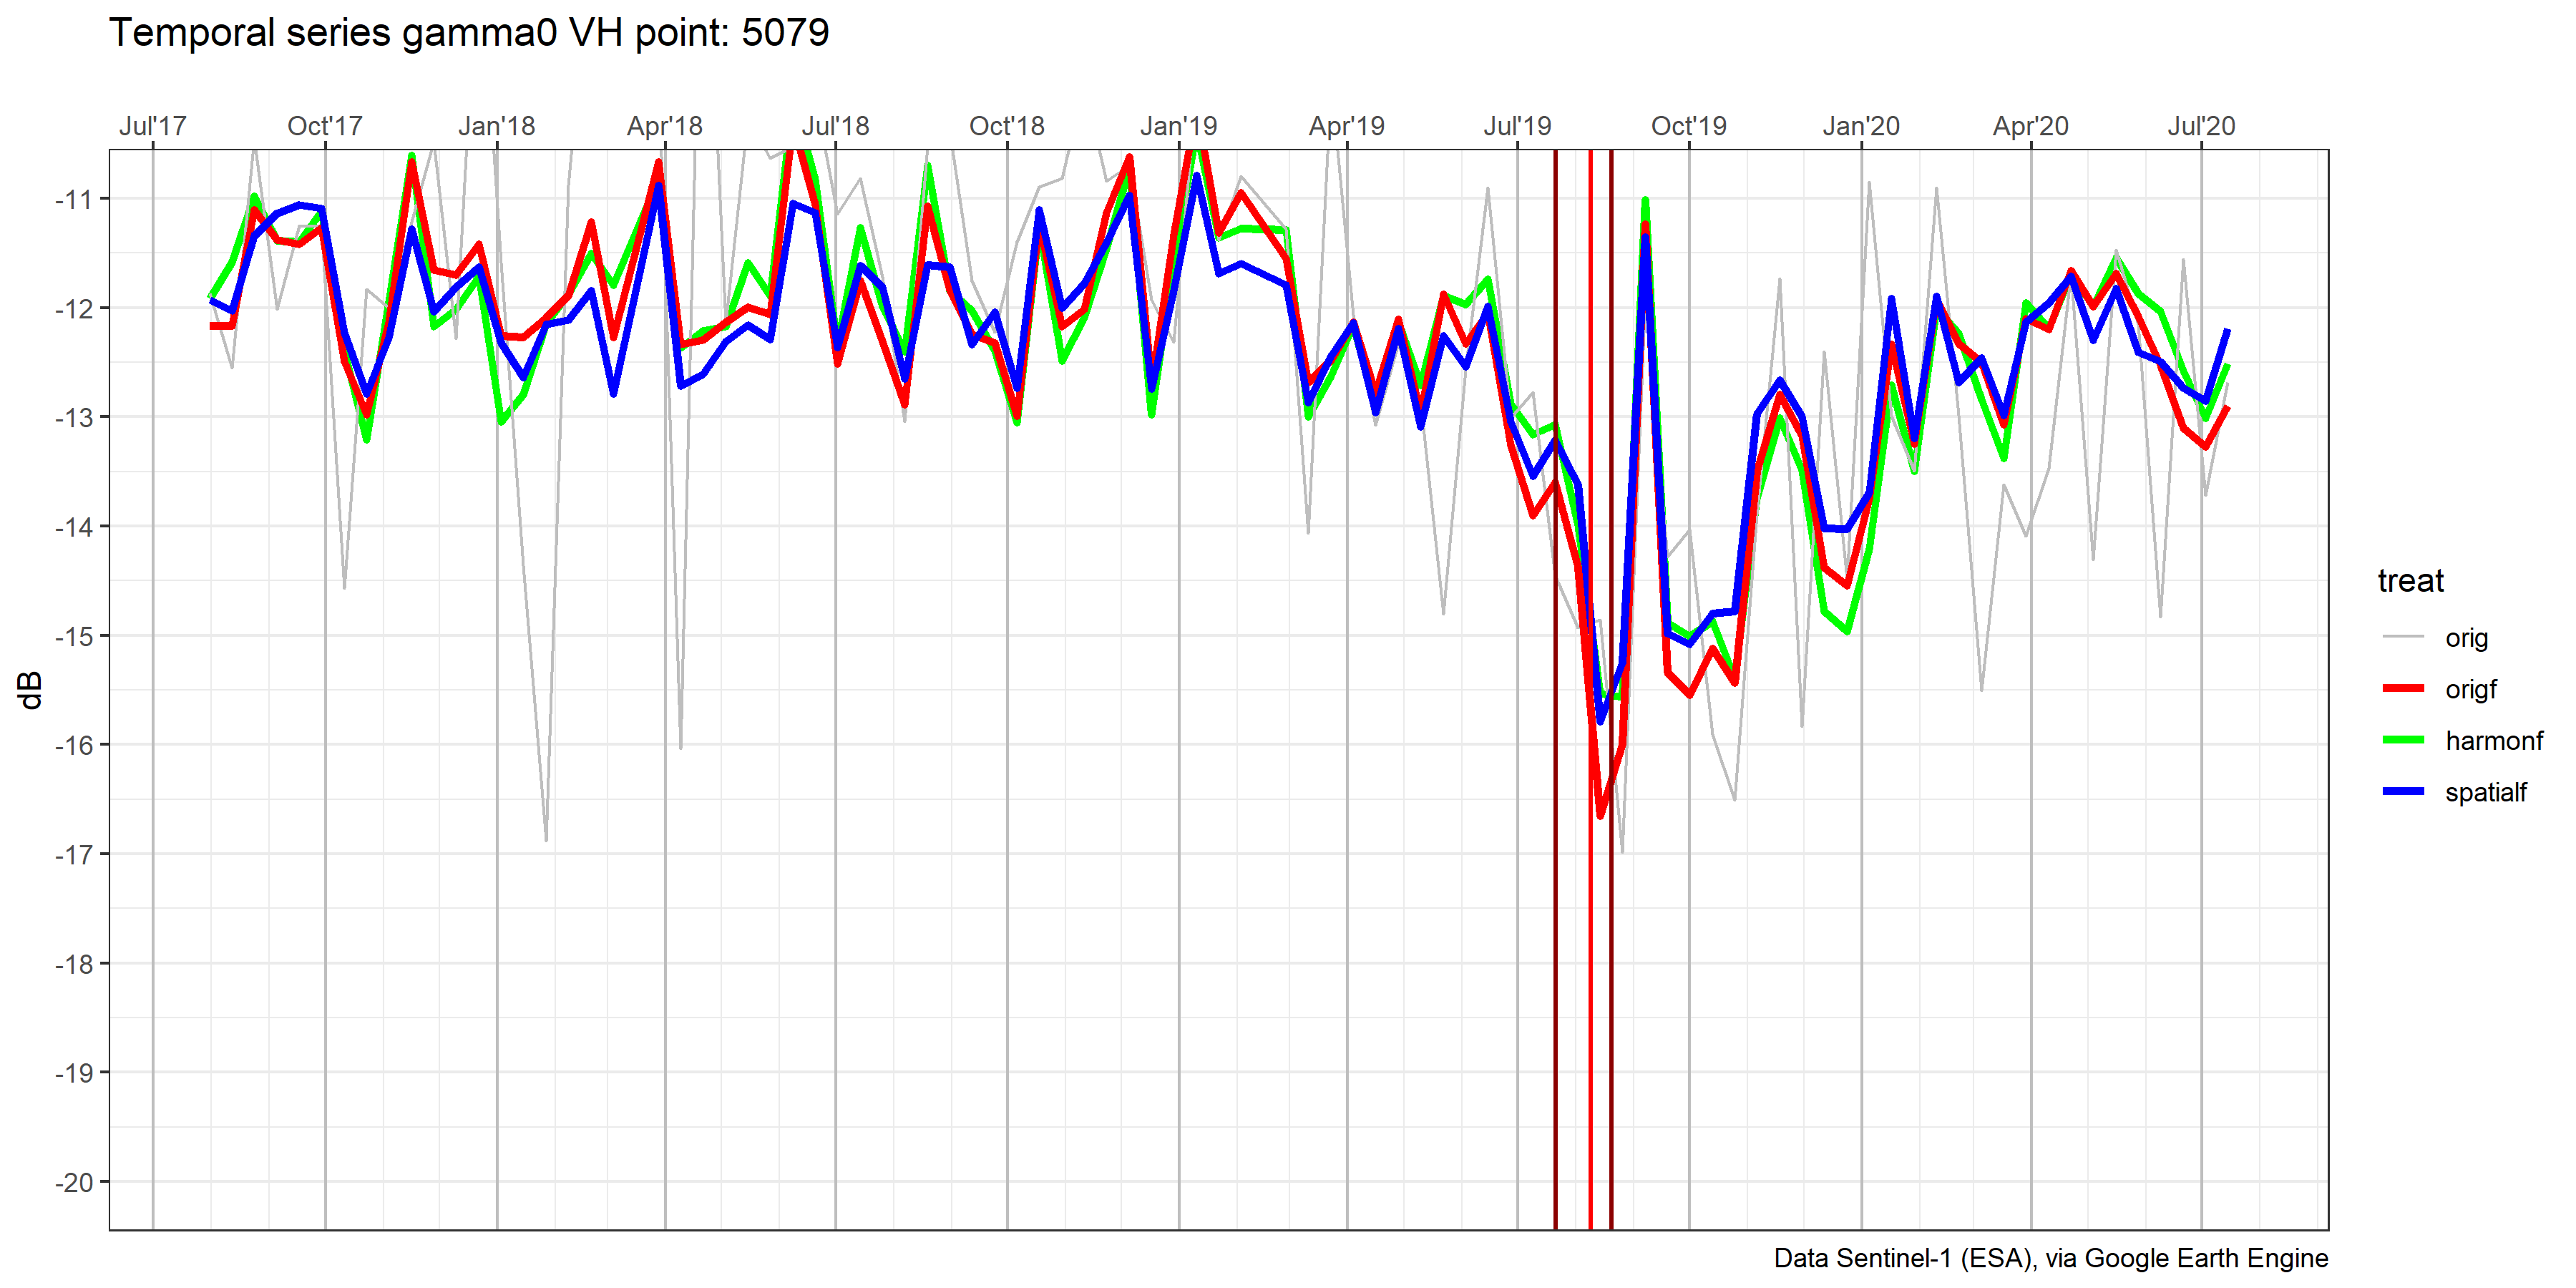 Temporal series gamma0 VH point: 5079
Jul'17 Oct'17 Jan'18 Apr'18 Jul'18 Oct'18 Jan'19 Apr'19 Jul'19 Oct'19 Jan'20 Apr'20 Jul'20
-11
-12
-13
-14
-15
-16
-17
-18
-19
-20
dB
treat
orig
origf
harmonf
spatialf
Data Sentinel-1 (ESA), via Google Earth Engine